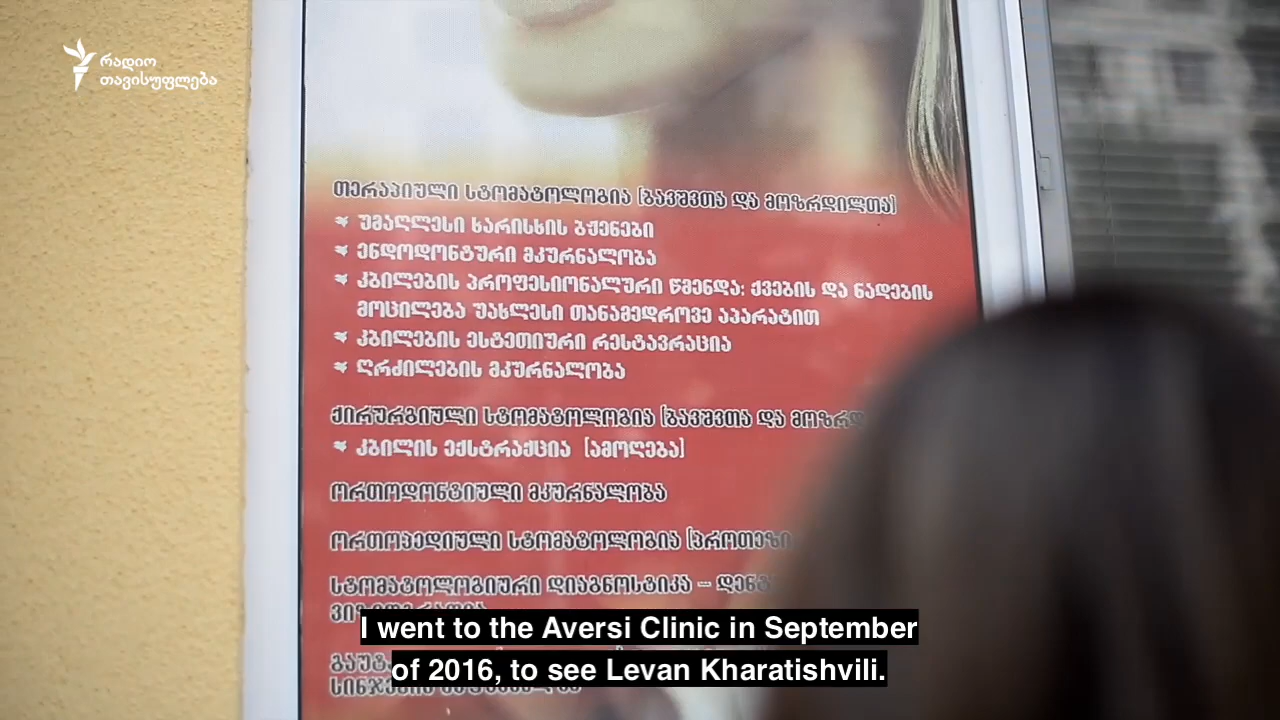 რადიო
თავისუფლება
თერაპიული სტომატოლოგია (ბავშვთა და მოზრდილთა)
უმაღლესი ხარისხის ბჟენები
ენდოდონტური მკურნალობა
კბილების პროფესიონალური წმენდა: ქვების და ნადების
მოცილება უახლესი თანამედროვე აპარატით
კბილების ესტეთიური რესტავრაცია
ღრძილების მკურნალობა
ქირურგიული სტომატოლოგია (ბავშვთა და
კბილის ექსტრაქცია (ამოღება)
ორთოდონტიული მკურნალობა
ორთოპედიული სტომატოლოგია
სტომატოლოგიური დიაგნოსტიკა –
I went to the Aversi Clinic in September
of 2016, to see Levan Kharatishvili.